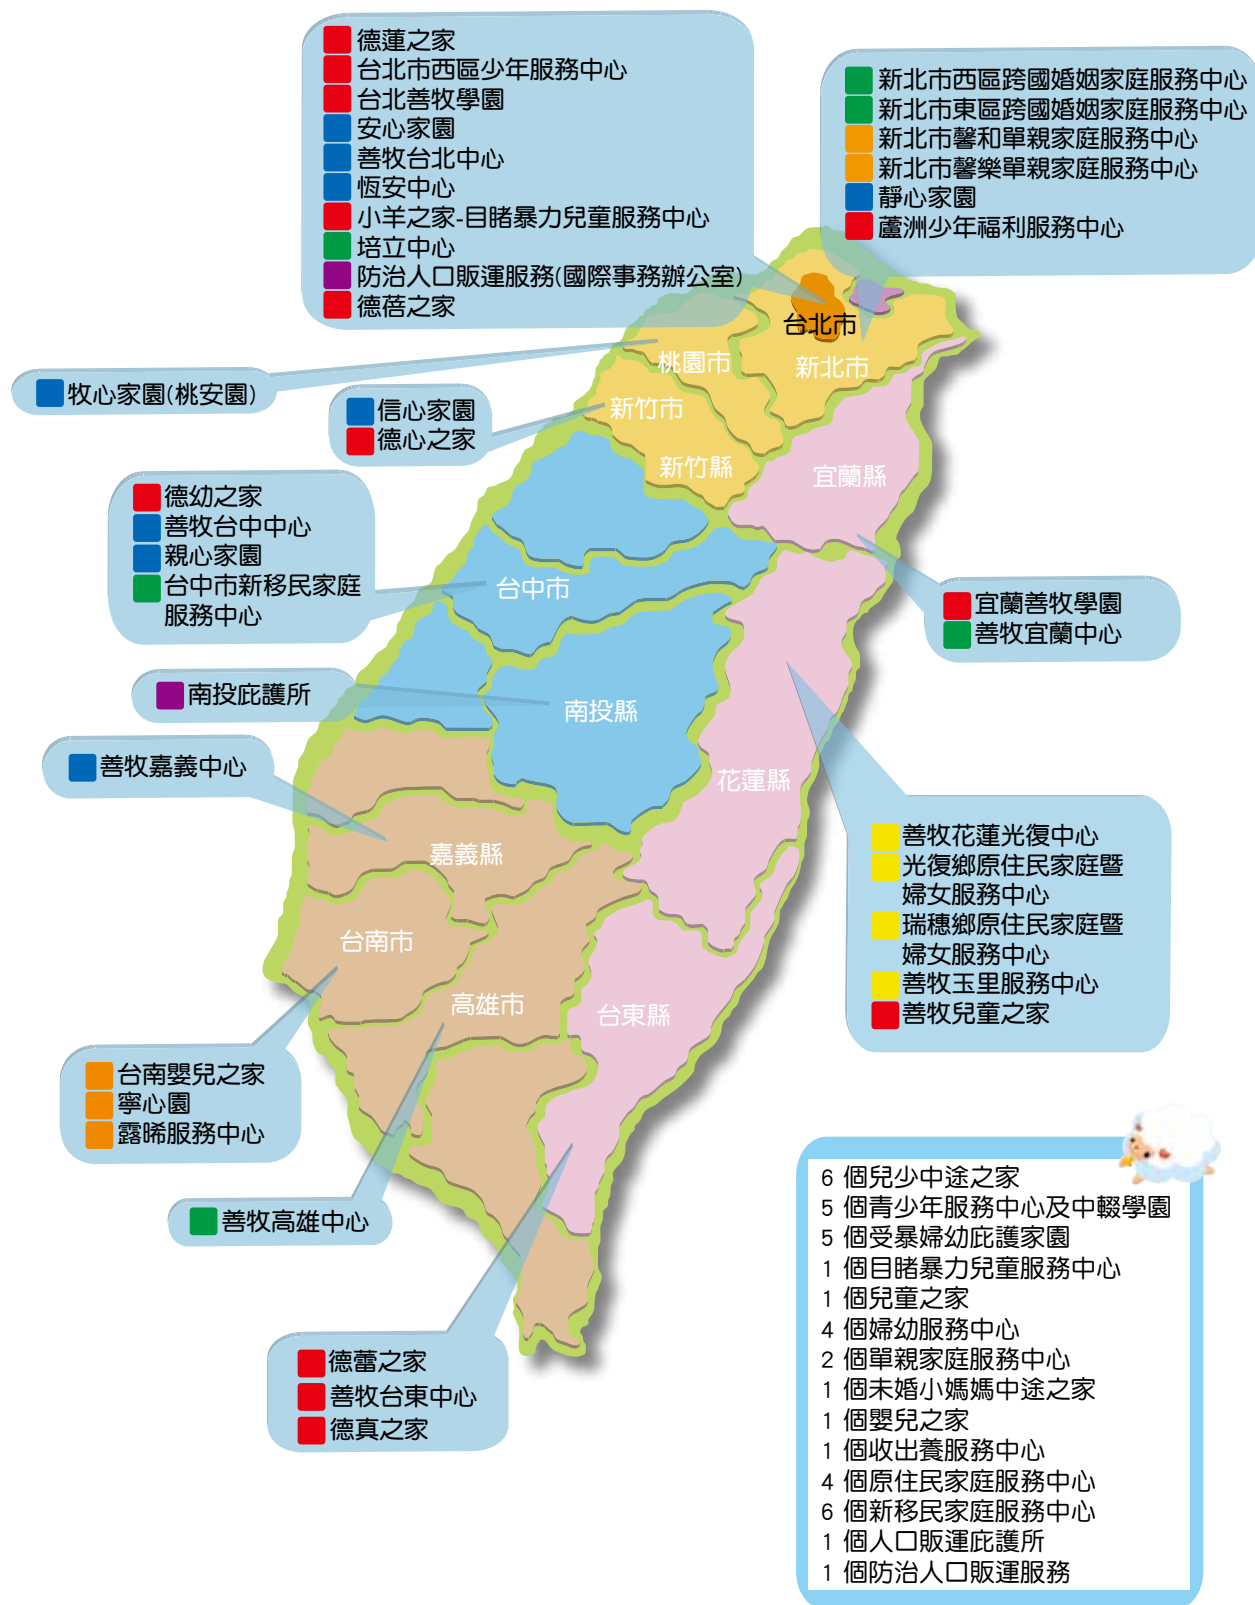 德蓮之家
台北市西區少年服務中心
台北善牧學園
安心家園
善牧台北中心
恆安中心
小羊之家-目睹暴力兒童服務中心
培立中心
防治人口販運服務(國際事務辦公室)
德蓓之家
新北市西區跨國婚姻家庭服務中心
新北市東區跨國婚姻家庭服務中心
新北市馨和單親家庭服務中心
新北市馨樂單親家庭服務中心
靜心家園
蘆洲少年福利服務中心
台北市
桃園市
新北市
牧心家園(桃安園)
信心家園
德心之家
新竹市
新竹縣
宜蘭縣
德幼之家
善牧台中中心
親心家園
台中市新移民家庭
服務中心
台中市
宜蘭善牧學園
善牧宜蘭中心
南投庇護所
南投縣
善牧嘉義中心
花蓮縣
嘉義縣
善牧花蓮光復中心
光復鄉原住民家庭暨
婦女服務中心
瑞穗鄉原住民家庭暨
婦女服務中心
善牧玉里服務中心
善牧兒童之家
台南市
高雄市
台東縣
台南嬰兒之家
寧心園
露晞服務中心
善牧高雄中心
德蕾之家
善牧台東中心
德真之家
6 個兒少中途之家
5 個青少年服務中心及中輟學園
5 個受暴婦幼庇護家園
1 個目睹暴力兒童服務中心
1 個兒童之家
4 個婦幼服務中心
2 個單親家庭服務中心
1 個未婚小媽媽中途之家
1 個嬰兒之家
1 個收出養服務中心
4 個原住民家庭服務中心
6 個新移民家庭服務中心
1 個人口販運庇護所
1 個防治人口販運服務